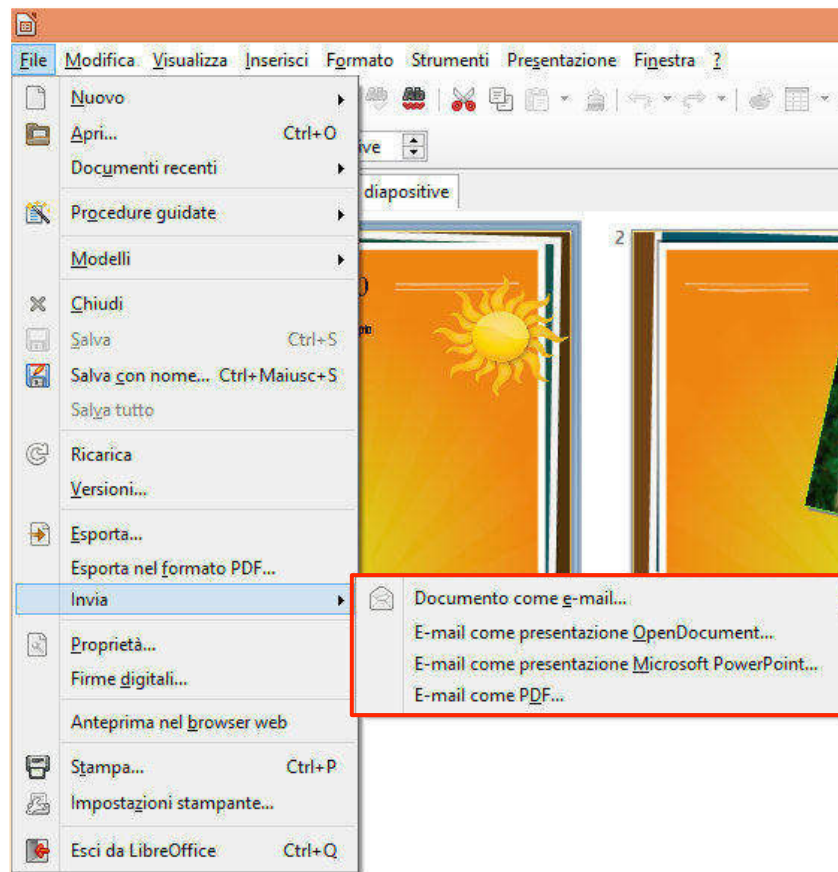 File Modifica Visualizza Inserisci Formato Strumenti Presentazione Finestra ?
Nuovo
Apri... Ctrl+O
Documenti recenti
Procedure guidate
Modelli
Chiudi
Salva Ctrl+S
Salva con nome... Ctrl+Maiusc+S
Salva tutto
Ricarica
Versioni...
Esporta...
Esporta nel formato PDF...
Invia
Proprietà...
Firme digitali...
Anteprima nel browser web
Stampa... Ctrl+P
Impostazioni stampante...
Esci da LibreOffice Ctrl+Q
Documento come e-mail...
E-mail come presentazione OpenDocument...
E-mail come presentazione Microsoft PowerPoint...
E-mail come PDF...
diapositive
2